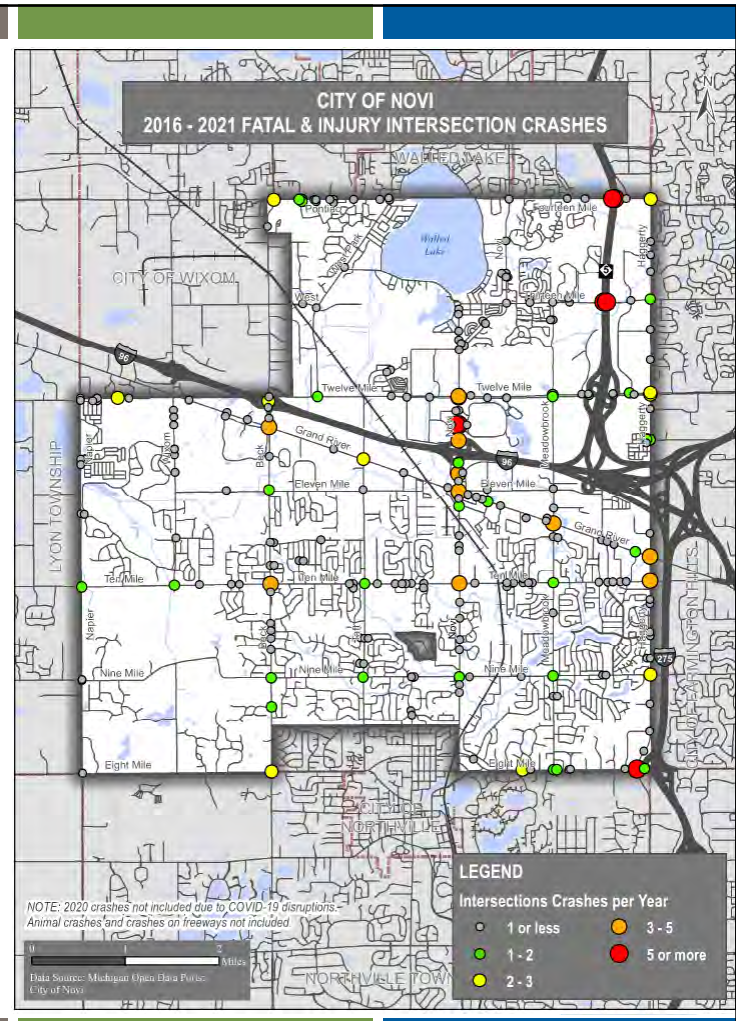 CITY OF NOVI
2016 - 2021 FATAL & INJURY INTERSECTION CRASHES
N
WALLED LAKE
Pontiac
Fourteen Mile
West Park
Walled
Lake
Novi
Haggerty
CITY OF WIXOM
5
West
Thirteen Mile
96
Twelve Mile
Twelve Mile
Napier
Wixom
Beck
Grand River
Novi
Meadowbrook
Haggerty
96
LYON TOWNSHIP
Eleven Mile
Eleven Mile
Grand River
Ten Mile
Ten Mile
Ten Mile
Napier
Beck
Taft
Novi
Meadowbrook
Haggerty
CITY OF FARMINGTON HILLS
275
Nine Mile
Nine Mile
Nine Mile
Eight Mile
Eight Mile
CITY OF
NORTHVILLE
LEGEND
Intersections Crashes per Year
1 or less
3 - 5
1 - 2
5 or more
2 - 3
NOTE: 2020 crashes not included due to COVID-19 disruptions.
Animal crashes and crashes on freeways not included
0 1 2
Miles
Data Source: Michigan Open Data Portal
City of Novi
NORTHVILLE TOWN